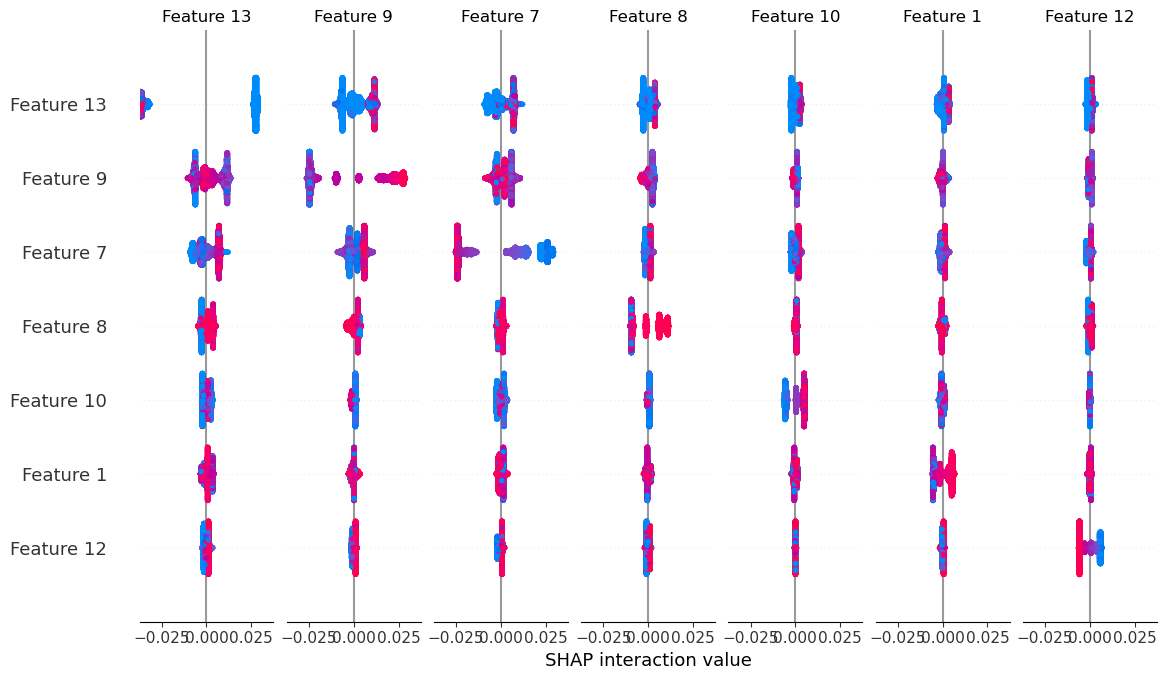 Feature 13 Feature 9 Feature 7 Feature 8 Feature 10 Feature 1 Feature 12
Feature 13
Feature 9
Feature 7
Feature 8
Feature 10
Feature 1
Feature 12
−0.025 0.000 0.025 −0.025 0.000 0.025 −0.025 0.000 0.025 −0.025 0.000 0.025 −0.025 0.000 0.025 −0.025 0.000 0.025 −0.025 0.000 0.025
SHAP interaction value